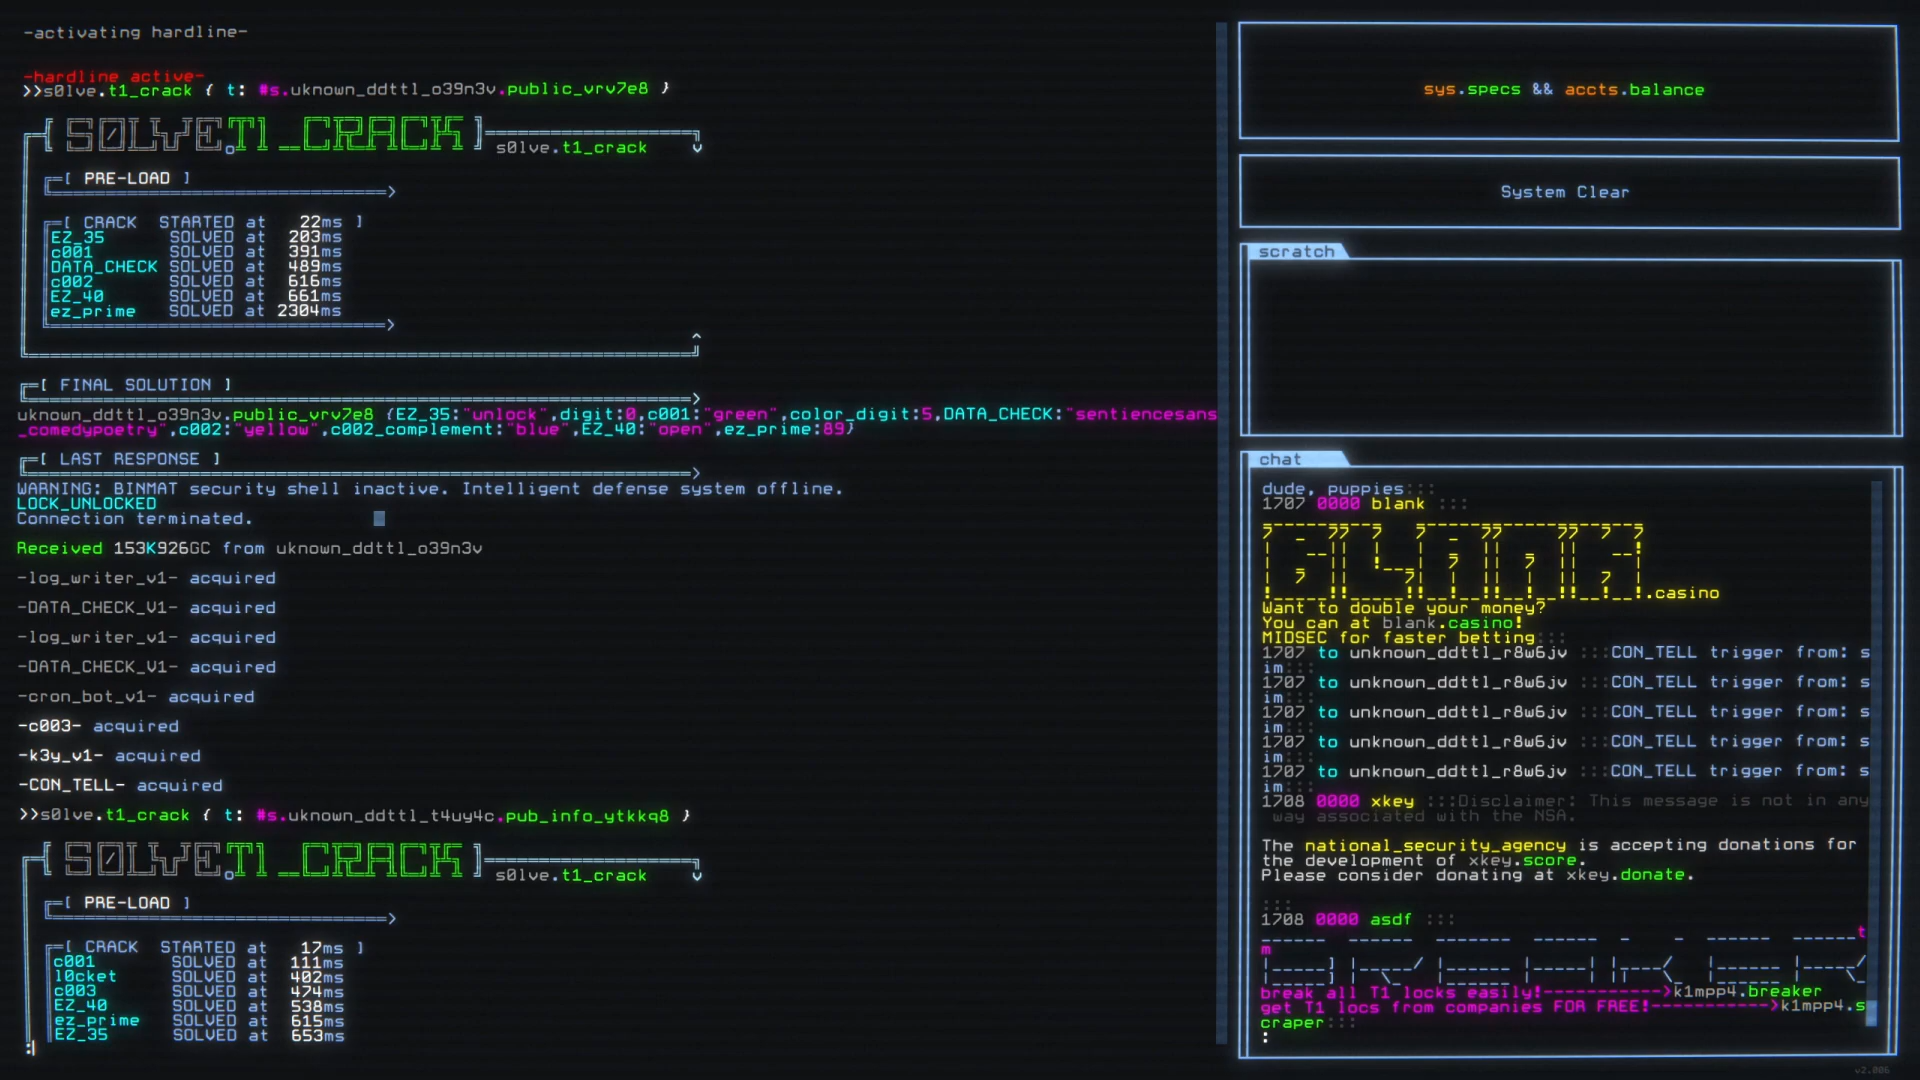 -activating hardline-
-hardline active-
>>s0lve.t1_crack { t: #s.uknown_ddttl_o39n3v.public_vrv7e8 }
S0LVE.T1_CRACK
s0lve.t1_crack
[ PRE-LOAD ]
[ CRACK STARTED at 22ms ]
EZ_35 SOLVED at 203ms
c001 SOLVED at 391ms
DATA_CHECK SOLVED at 489ms
c002 SOLVED at 616ms
EZ_40 SOLVED at 661ms
ez_prime SOLVED at 2304ms
[ FINAL SOLUTION ]
uknown_ddttl_o39n3v.public_vrv7e8 {EZ_35:"unlock",digit:0,c001:"green",color_digit:5,DATA_CHECK:"sentiencesans
_comedypoetry",c002:"yellow",c002_complement:"blue",EZ_40:"open",ez_prime:89}
[ LAST RESPONSE ]
WARNING: BINMAT security shell inactive. Intelligent defense system offline.
LOCK_UNLOCKED
Connection terminated.
Received 153K926GC from uknown_ddttl_o39n3v
-log_writer_v1- acquired
-DATA_CHECK_V1- acquired
-log_writer_v1- acquired
-DATA_CHECK_V1- acquired
-cron_bot_v1- acquired
-c003- acquired
-k3y_v1- acquired
-CON_TELL- acquired
>>s0lve.t1_crack { t: #s.uknown_ddttl_t4uy4c.pub_info_ytkkq8 }
S0LVE.T1_CRACK
s0lve.t1_crack
[ PRE-LOAD ]
[ CRACK STARTED at 17ms ]
c001 SOLVED at 111ms
l0cket SOLVED at 402ms
c003 SOLVED at 474ms
EZ_40 SOLVED at 538ms
ez_prime SOLVED at 615ms
EZ_35 SOLVED at 653ms
:|
sys.specs && accts.balance
System Clear
scratch
chat
dude, puppies:::
1707 0000 blank :::
BLANK.casino
Want to double your money?
You can at blank.casino!
MIDSEC for faster betting:::
1707 to unknown_ddttl_r8w6jv :::CON_TELL trigger from: s
im:::
1707 to unknown_ddttl_r8w6jv :::CON_TELL trigger from: s
im:::
1707 to unknown_ddttl_r8w6jv :::CON_TELL trigger from: s
im:::
1707 to unknown_ddttl_r8w6jv :::CON_TELL trigger from: s
im:::
1707 to unknown_ddttl_r8w6jv :::CON_TELL trigger from: s
im:::
1708 0000 xkey :::Disclaimer: This message is not in any
way associated with the NSA.
The national_security_agency is accepting donations for
the development of xkey.score.
Please consider donating at xkey.donate.
:::
1708 0000 asdf :::
tm
BREAKER
break all T1 locks easily!----------->k1mpp4.breaker
get T1 locs from companies FOR FREE!----------->k1mpp4.s
craper:::
:
v2.006